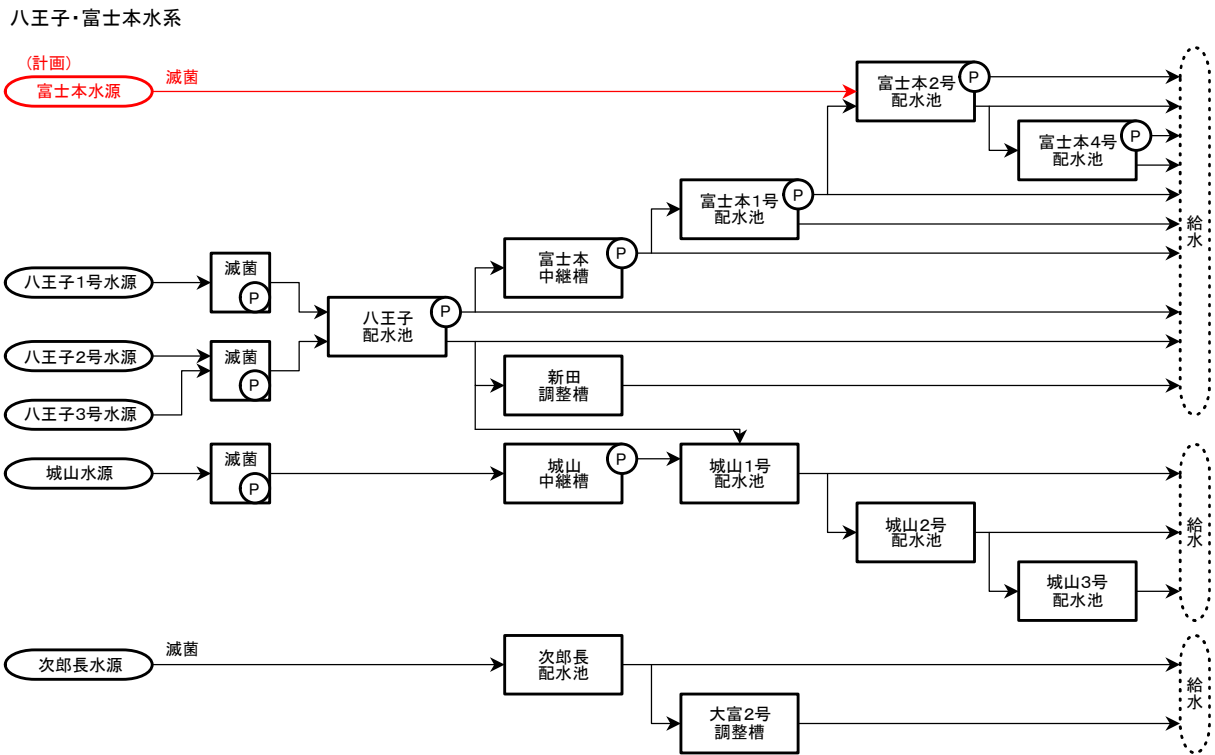 八王子・富士本水系
(計画)
富士本水源
滅菌
富士本2号
配水池
P
富士本4号
配水池
P
富士本1号
配水池
P
給
水
富士本
中継槽
P
八王子1号水源
滅菌
P
八王子
配水池
P
八王子2号水源
滅菌
P
八王子3号水源
新田
調整槽
城山水源
滅菌
P
城山
中継槽
P
城山1号
配水池
城山2号
配水池
城山3号
配水池
給
水
次郎長水源
滅菌
次郎長
配水池
大富2号
調整槽
給
水